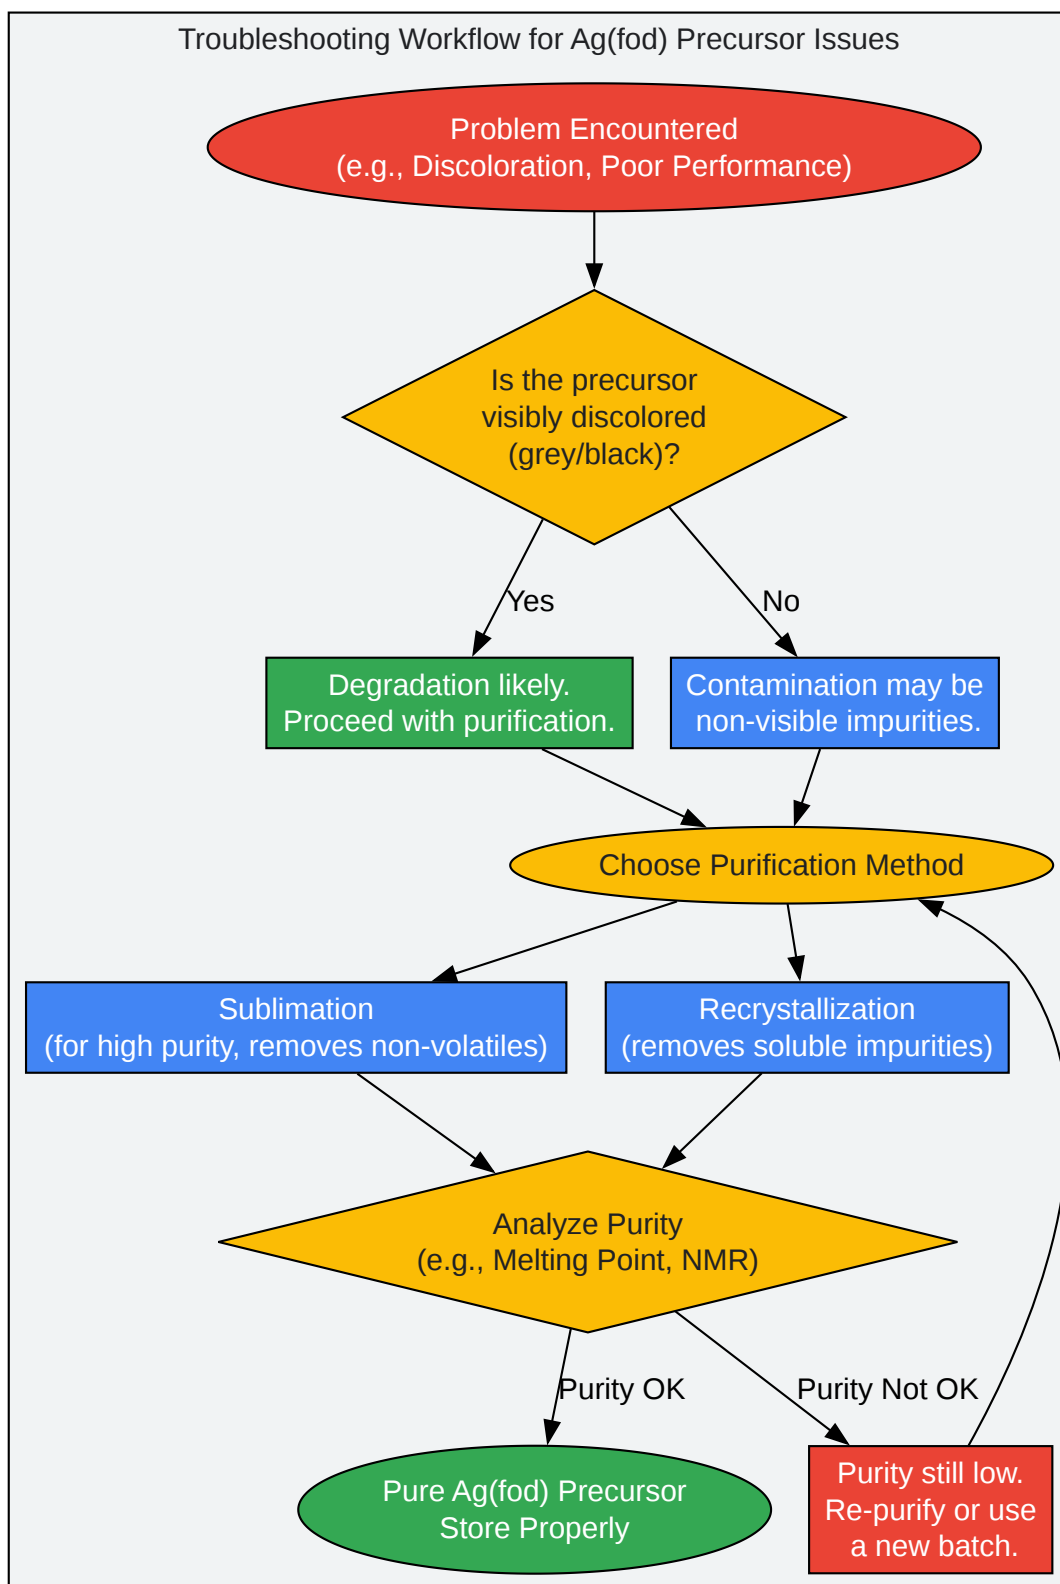 Troubleshooting Workflow for Ag(fod) Precursor Issues
Problem Encountered
(e.g., Discoloration, Poor Performance)
Is the precursor
visibly discolored
(grey/black)?
Yes
No
Degradation likely.
Proceed with purification.
Contamination may be
non-visible impurities.
Choose Purification Method
Sublimation
(for high purity, removes non-volatiles)
Recrystallization
(removes soluble impurities)
Analyze Purity
(e.g., Melting Point, NMR)
Purity OK
Purity Not OK
Pure Ag(fod) Precursor
Store Properly
Purity still low.
Re-purify or use
a new batch.